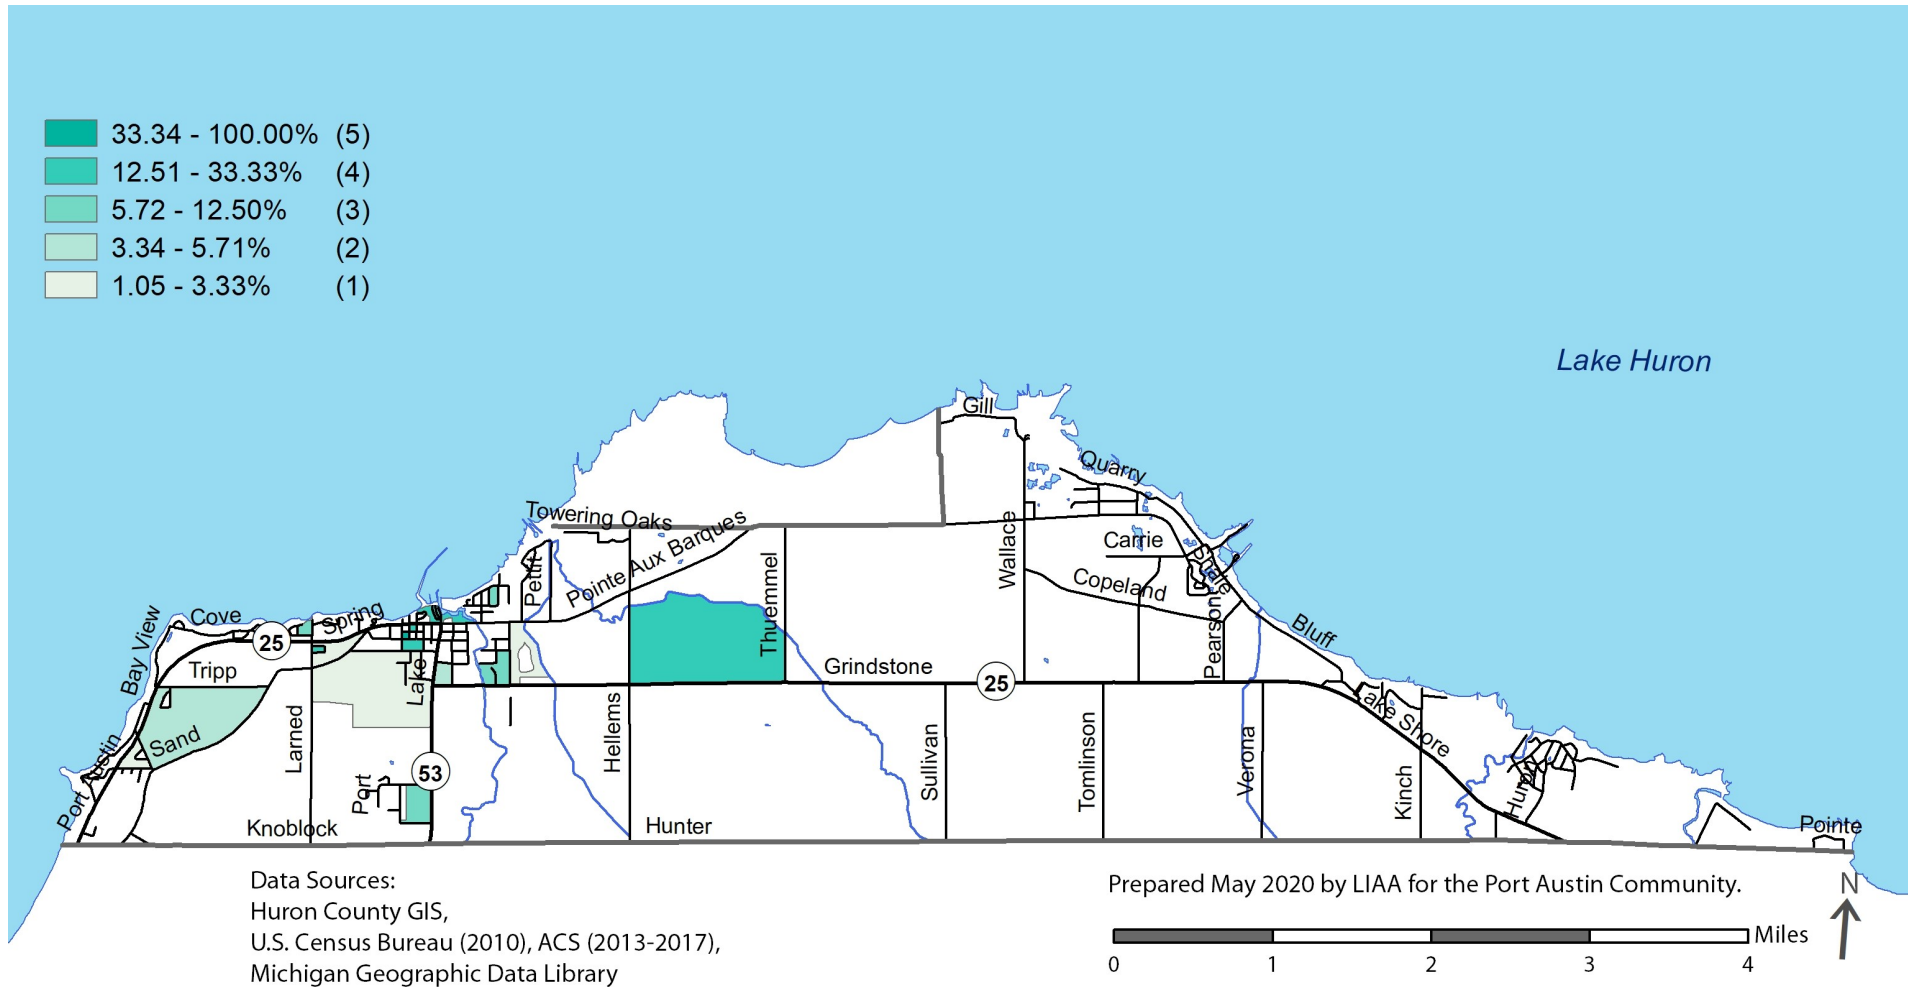 33.34 - 100.00% (5)
12.51 - 33.33% (4)
5.72 - 12.50% (3)
3.34 - 5.71% (2)
1.05 - 3.33% (1)
Lake Huron
Gill
Quarry
Towering Oaks
Pointe Aux Barques
Wallace
Carrie
Copeland
Pettit
Thuemmel
Pearson
Bluff
Bay View
Cove
Spring
25
Tripp
Lake
Grindstone
25
Lake Shore
Sand
Larned
Hellems
Sullivan
Tomlinson
Verona
Kinch
Huron
Port Austin
Port
53
Knoblock
Hunter
Pointe
Data Sources:
Huron County GIS,
U.S. Census Bureau (2010), ACS (2013-2017),
Michigan Geographic Data Library
Prepared May 2020 by LIAA for the Port Austin Community.
N
Miles
0 1 2 3 4